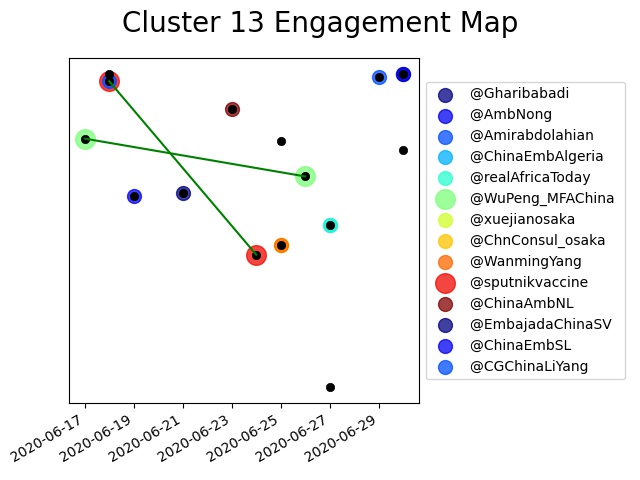 Cluster 13 Engagement Map
@Gharibabadi
@AmbNong
@Amirabdolahian
@ChinaEmbAlgeria
@realAfricaToday
@WuPeng_MFAChina
@xuejianosaka
@ChnConsul_osaka
@WanmingYang
@sputnikvaccine
@ChinaAmbNL
@EmbajadaChinaSV
@ChinaEmbSL
@CGChinaLiYang
2020-06-17
2020-06-19
2020-06-21
2020-06-23
2020-06-25
2020-06-27
2020-06-29